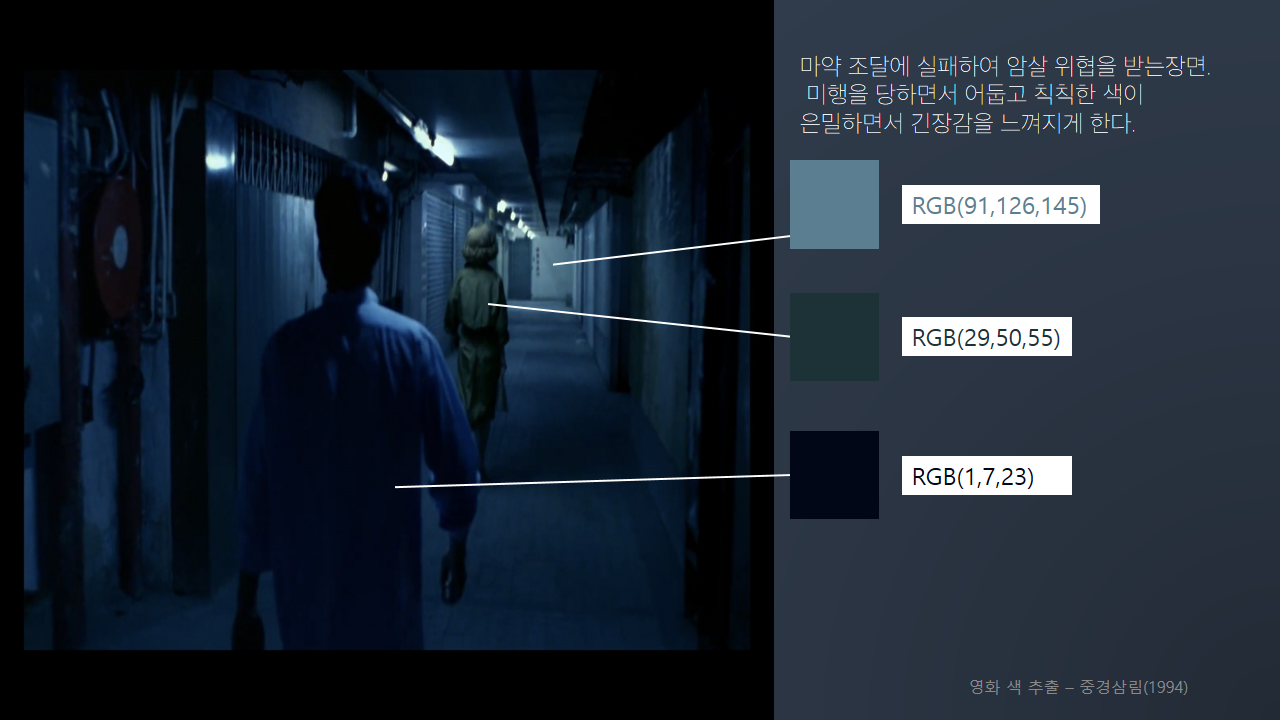 마약 조달에 실패하여 암살 위협을 받는장면.
미행을 당하면서 어둡고 칙칙한 색이
은밀하면서 긴장감을 느껴지게 한다.
RGB(91,126,145)
RGB(29,50,55)
RGB(1,7,23)
영화 색 추출 – 중경삼림(1994)